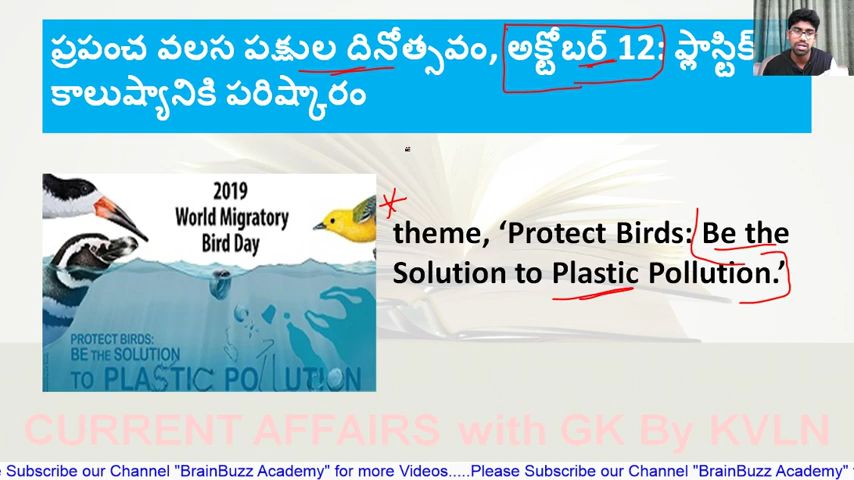 ప్రపంచ వలస పక్షుల దినోత్సవం, అక్టోబర్ 12: ప్లాస్టిక్
కాలుష్యానికి పరిష్కారం
2019
World Migratory
Bird Day
PROTECT BIRDS:
BE THE SOLUTION
TO PLASTIC POLLUTION
theme, ‘Protect Birds: Be the
Solution to Plastic Pollution.’
CURRENT AFFAIRS with GK By KVLN
e Subscribe our Channel "BrainBuzz Academy" for more Videos.....Please Subscribe our Channel "BrainBuzz Academy" f